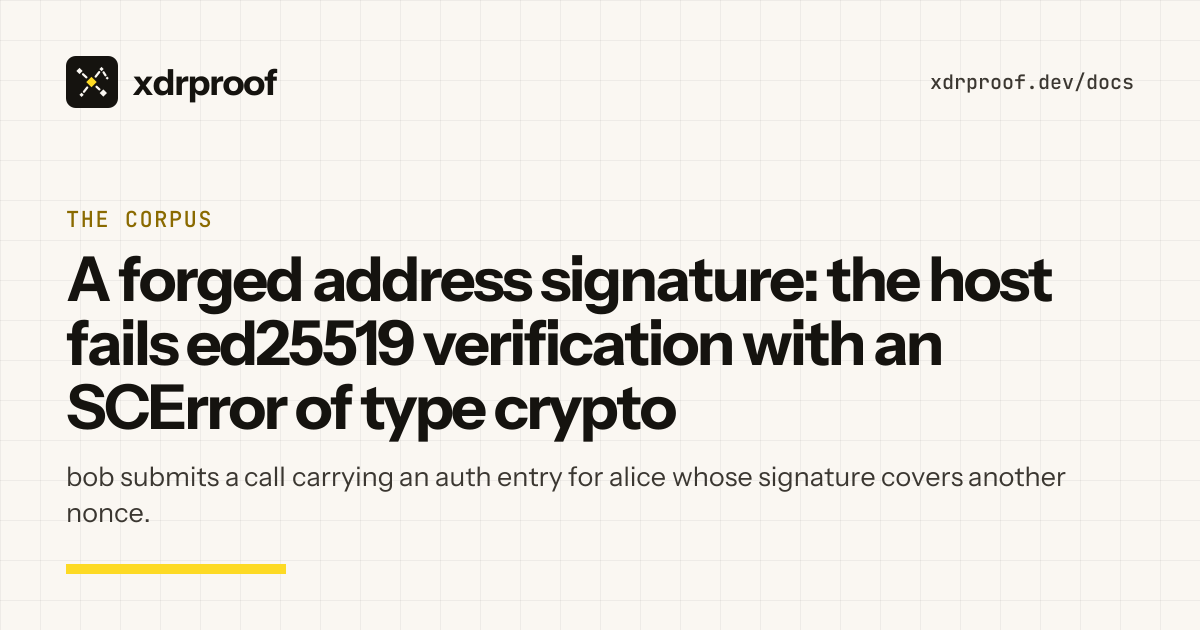 xdrproof
xdrproof.dev/docs
THE CORPUS
A forged address signature: the host
fails ed25519 verification with an
SCError of type crypto
bob submits a call carrying an auth entry for alice whose signature covers another
nonce.